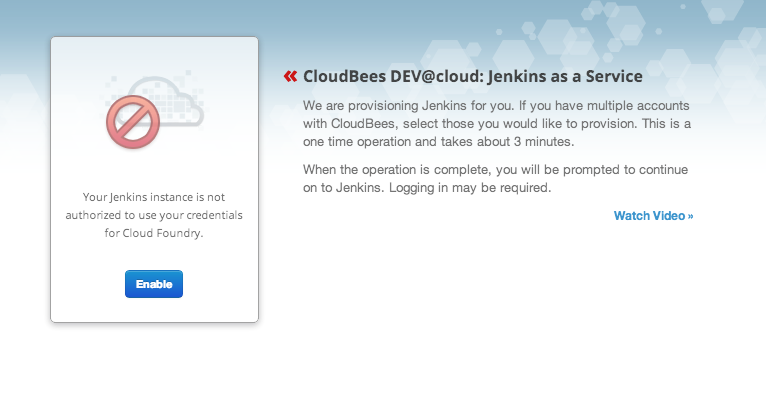 Your Jenkins instance is not
authorized to use your credentials
for Cloud Foundry.
Enable
« CloudBees DEV@cloud: Jenkins as a Service
We are provisioning Jenkins for you. If you have multiple accounts
with CloudBees, select those you would like to provision. This is a
one time operation and takes about 3 minutes.
When the operation is complete, you will be prompted to continue
on to Jenkins. Logging in may be required.
Watch Video »